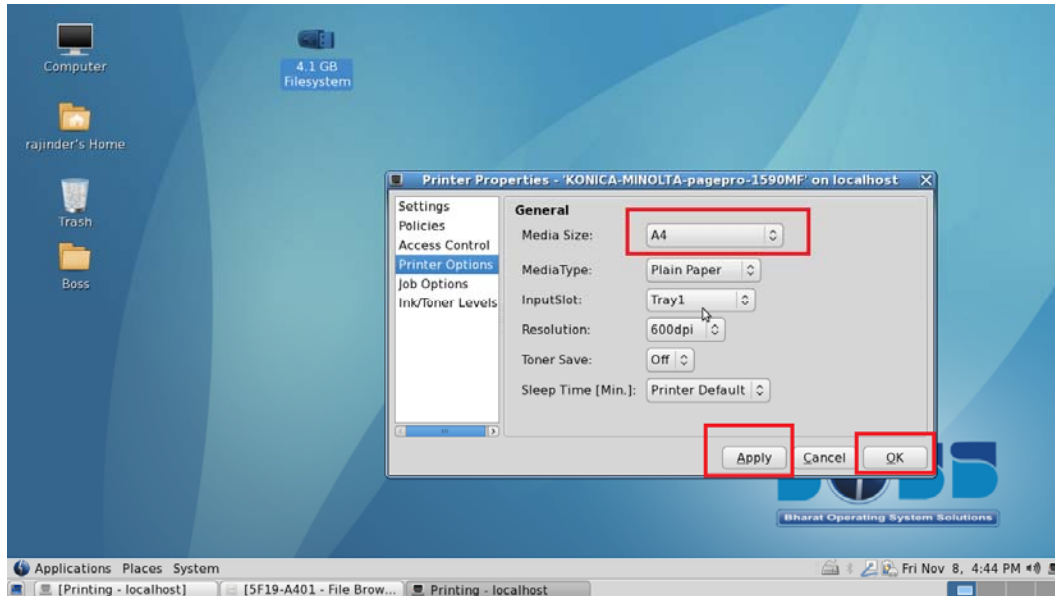 Computer
4.1 GB
Filesystem
rajinder's Home
Trash
Boss
Printer Properties - 'KONICA-MINOLTA-pagepro-1590MF' on localhost
Settings
Policies
Access Control
Printer Options
Job Options
Ink/Toner Levels
General
Media Size: A4
MediaType: Plain Paper
InputSlot: Tray1
Resolution: 600dpi
Toner Save: Off
Sleep Time [Min.]: Printer Default
Apply Cancel OK
Bharat Operating System Solutions
Applications Places System Fri Nov 8, 4:44 PM
[Printing - localhost] [5F19-A401 - File Brow... Printing - localhost